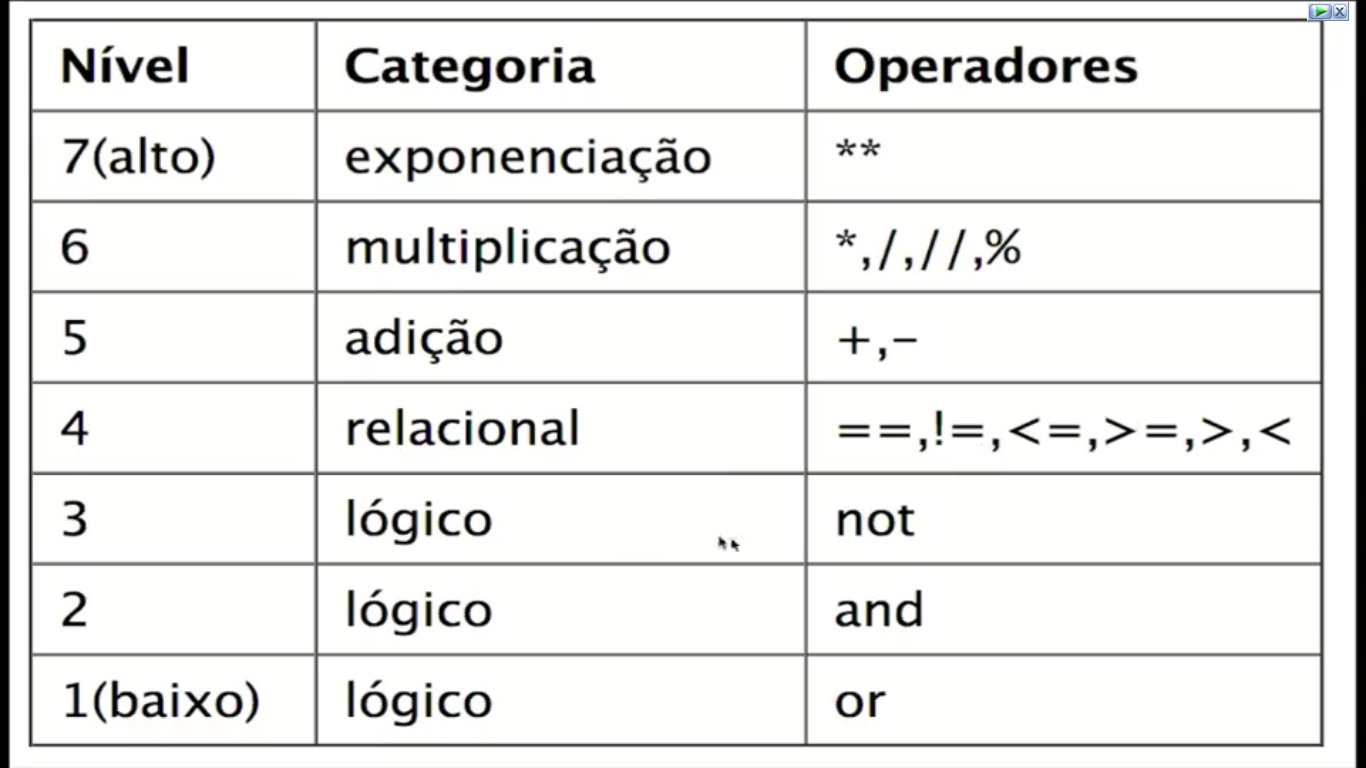 Nível Categoria Operadores
7(alto) exponenciação **
6 multiplicação *,/,//,%
5 adição +,-
4 relacional ==,!=,<=,>=,>,<
3 lógico not
2 lógico and
1(baixo) lógico or